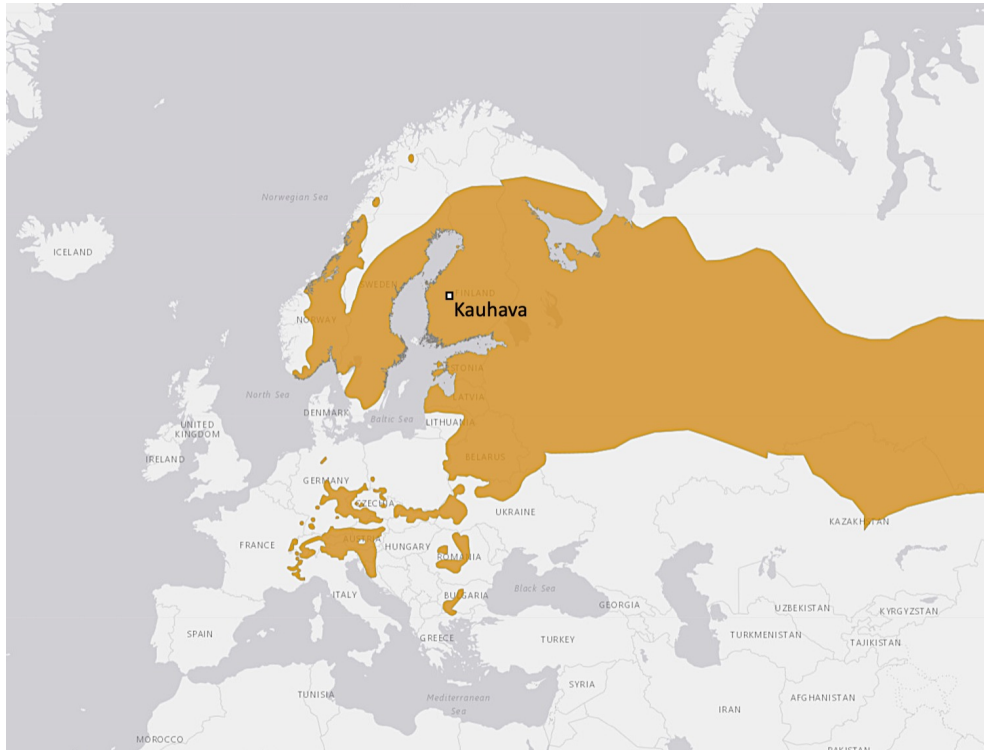 Norwegian Sea
ICELAND
SWEDEN
FINLAND
Kauhava
NORWAY
ESTONIA
North Sea
LATVIA
DENMARK
Baltic Sea
LITHUANIA
UNITED
KINGDOM
IRELAND
BELARUS
GERMANY
CZECHIA
UKRAINE
KAZAKHSTAN
FRANCE
AUSTRIA
HUNGARY
ROMANIA
Black Sea
ITALY
BULGARIA
GEORGIA
UZBEKISTAN
KYRGYZSTAN
SPAIN
GREECE
TURKEY
TURKMENISTAN
TAJIKISTAN
SYRIA
TUNISIA
Mediterranean
Sea
IRAN
AFGHANISTAN
MOROCCO
PAKISTAN